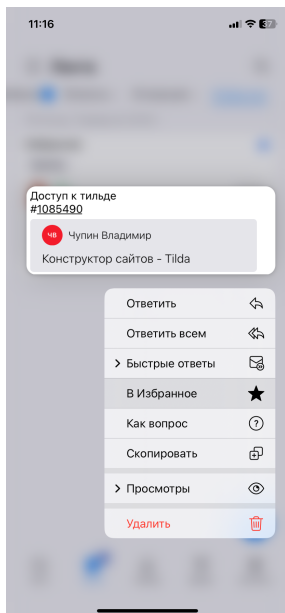 11:16
37
Доступ к тильде
#1085490
ЧВ Чупин Владимир
Конструктор сайтов - Tilda
Ответить
Ответить всем
Быстрые ответы
В Избранное
Как вопрос
Скопировать
Просмотры
Удалить